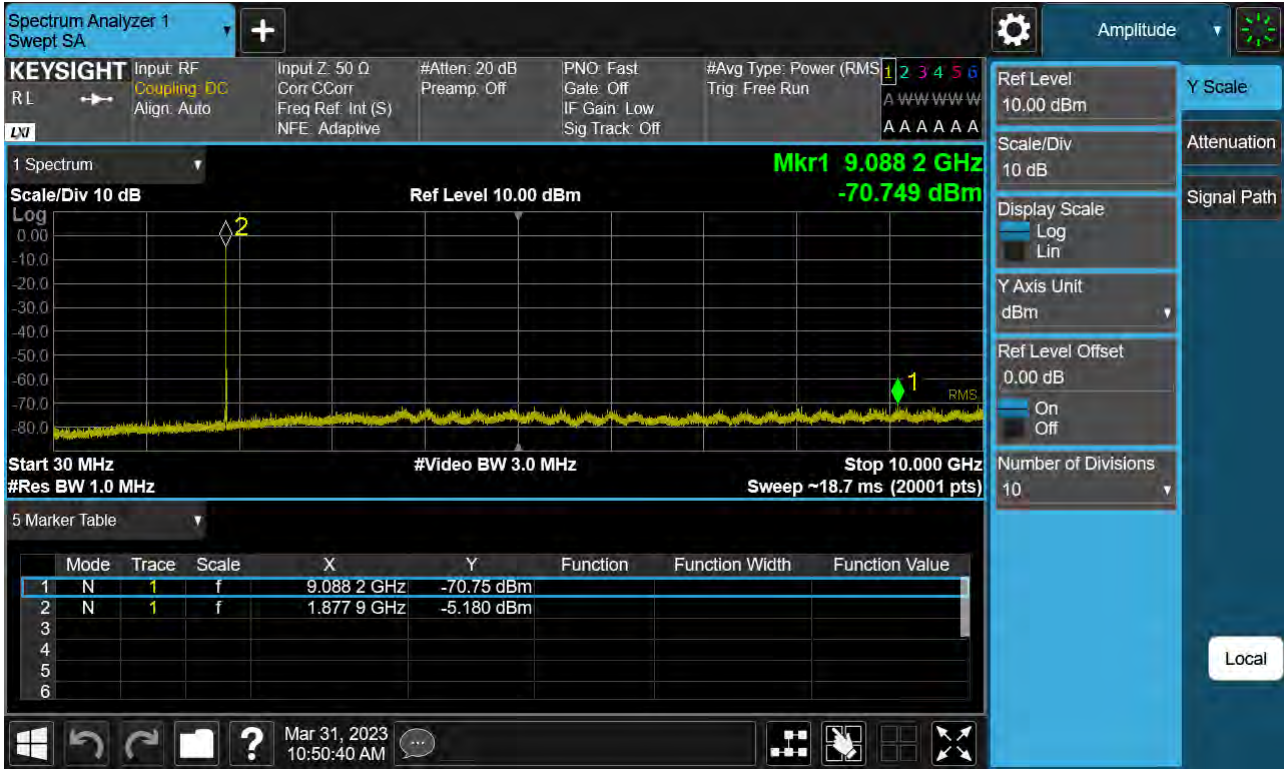 Spectrum Analyzer 1
Swept SA
Amplitude
KEYSIGHT
RL
LXI
Input: RF
Coupling: DC
Align: Auto
Input Z: 50 Ω
Corr CCorr
Freq Ref: Int (S)
NFE: Adaptive
#Atten: 20 dB
Preamp: Off
PNO: Fast
Gate: Off
IF Gain: Low
Sig Track: Off
#Avg Type: Power (RMS
Trig: Free Run
1 2 3 4 5 6
A W W W W W
A A A A A A
1 Spectrum
Mkr1 9.088 2 GHz
Scale/Div 10 dB
Ref Level 10.00 dBm
-70.749 dBm
Log
0.00
-10.0
-20.0
-30.0
-40.0
-50.0
-60.0
-70.0
-80.0
2
1
RMS
Start 30 MHz
#Video BW 3.0 MHz
Stop 10.000 GHz
#Res BW 1.0 MHz
Sweep ~18.7 ms (20001 pts)
5 Marker Table
Mode Trace Scale X Y Function Function Width Function Value
1 N 1 f 9.088 2 GHz -70.75 dBm
2 N 1 f 1.877 9 GHz -5.180 dBm
3
4
5
6
Mar 31, 2023
10:50:40 AM
Ref Level
10.00 dBm
Scale/Div
10 dB
Display Scale
Log
Lin
Y Axis Unit
dBm
Ref Level Offset
0.00 dB
On
Off
Number of Divisions
10
Y Scale
Attenuation
Signal Path
Local